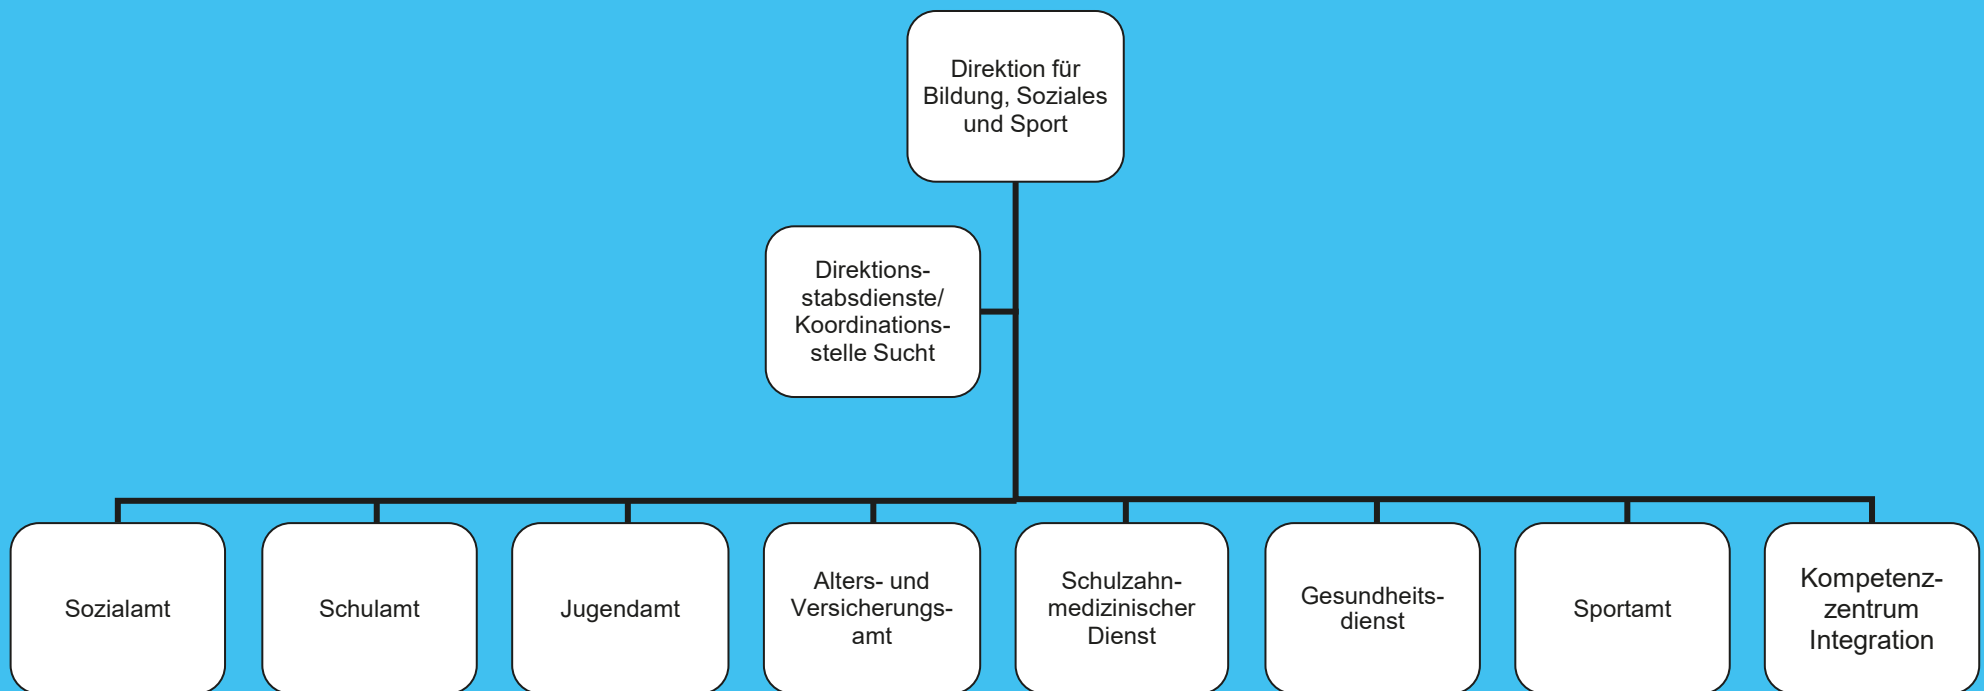 Direktion für
Bildung, Soziales
und Sport
Direktions-
stabsdienste/
Koordinations-
stelle Sucht
Sozialamt
Schulamt
Jugendamt
Alters- und
Versicherungs-
amt
Schulzahn-
medizinischer
Dienst
Gesundheits-
dienst
Sportamt
Kompetenz-
zentrum
Integration